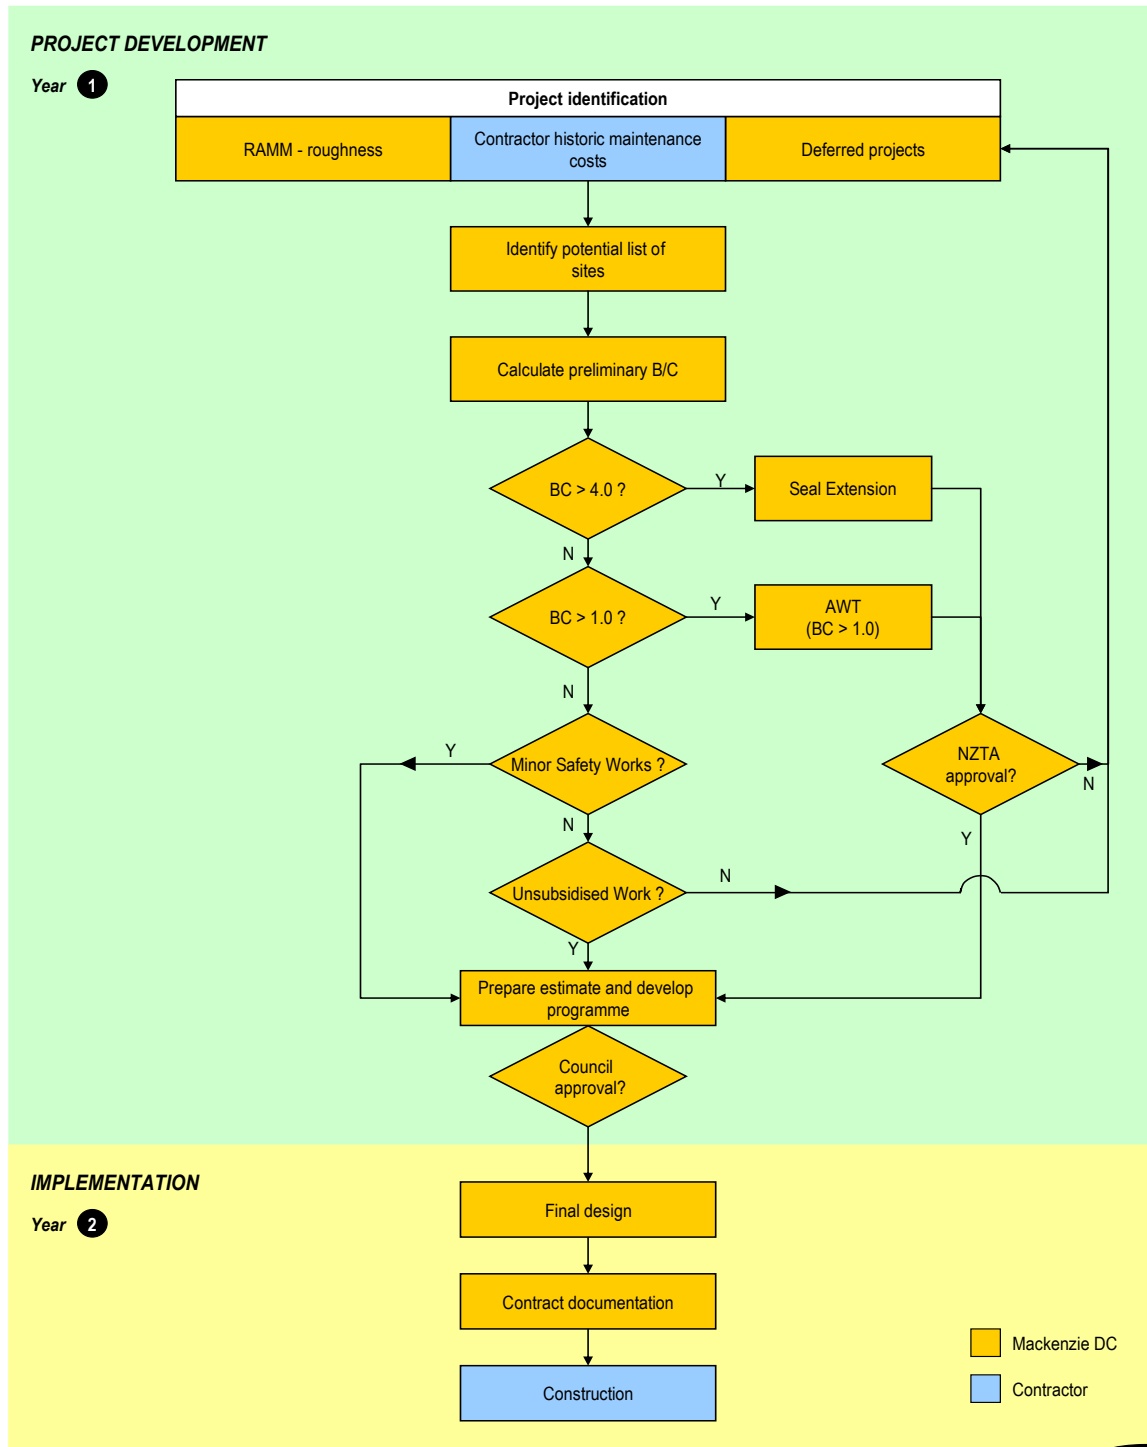 PROJECT DEVELOPMENT
Year 1
Project identification
RAMM - roughness
Contractor historic maintenance
costs
Deferred projects
Identify potential list of
sites
Calculate preliminary B/C
BC > 4.0 ?
Y
Seal Extension
N
BC > 1.0 ?
Y
AWT
(BC > 1.0)
N
Y
Minor Safety Works ?
NZTA
approval?
N
N
Y
Unsubsidised Work ?
N
Y
Prepare estimate and develop
programme
Council
approval?
IMPLEMENTATION
Year 2
Final design
Contract documentation
Construction
Mackenzie DC
Contractor